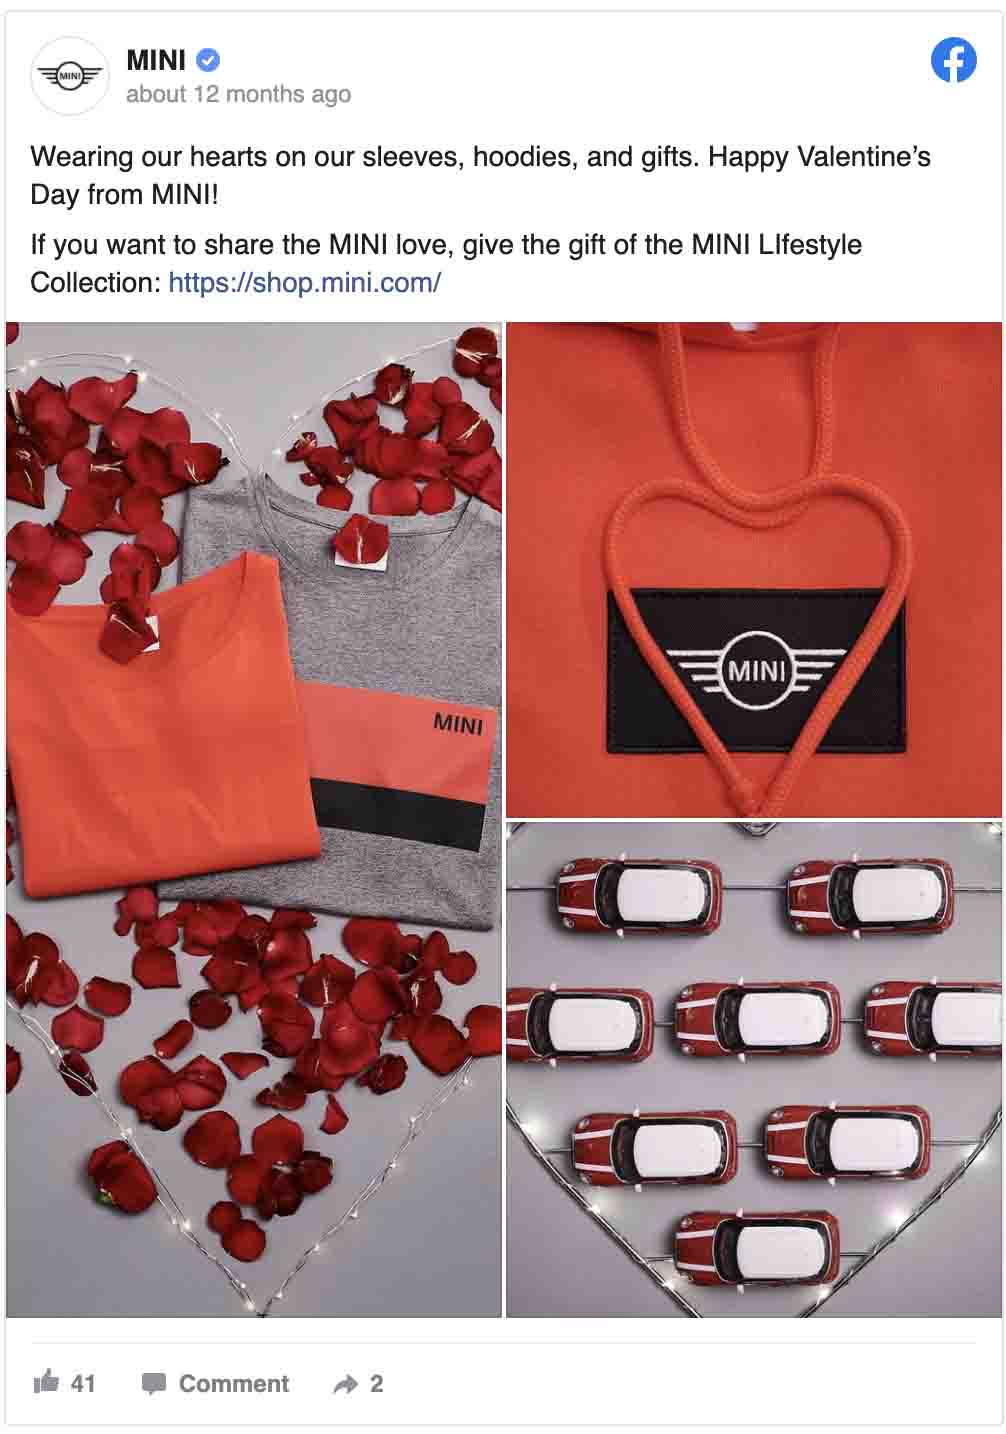 MINI
MINI
about 12 months ago
Wearing our hearts on our sleeves, hoodies, and gifts. Happy Valentine’s
Day from MINI!
If you want to share the MINI love, give the gift of the MINI LIfestyle
Collection: https://shop.mini.com/
MINI
MINI
41
Comment
2